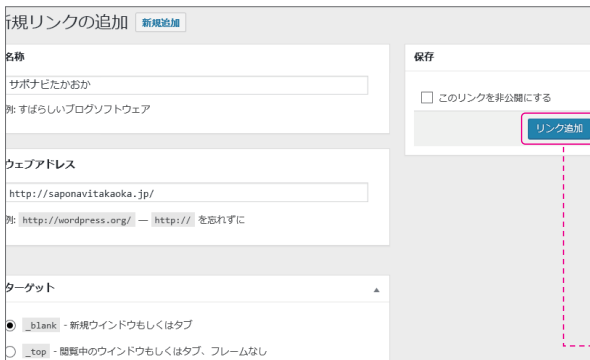 新規リンクの追加 新規追加
名称
サポナビたかおか
例: すばらしいブログソフトウェア
ウェブアドレス
http://saponavitakaoka.jp/
例: http://wordpress.org/ — http:// を忘れずに
ターゲット
_blank - 新規ウインドウもしくはタブ
_top - 閲覧中のウインドウもしくはタブ、フレームなし
保存
このリンクを非公開にする
リンク追加